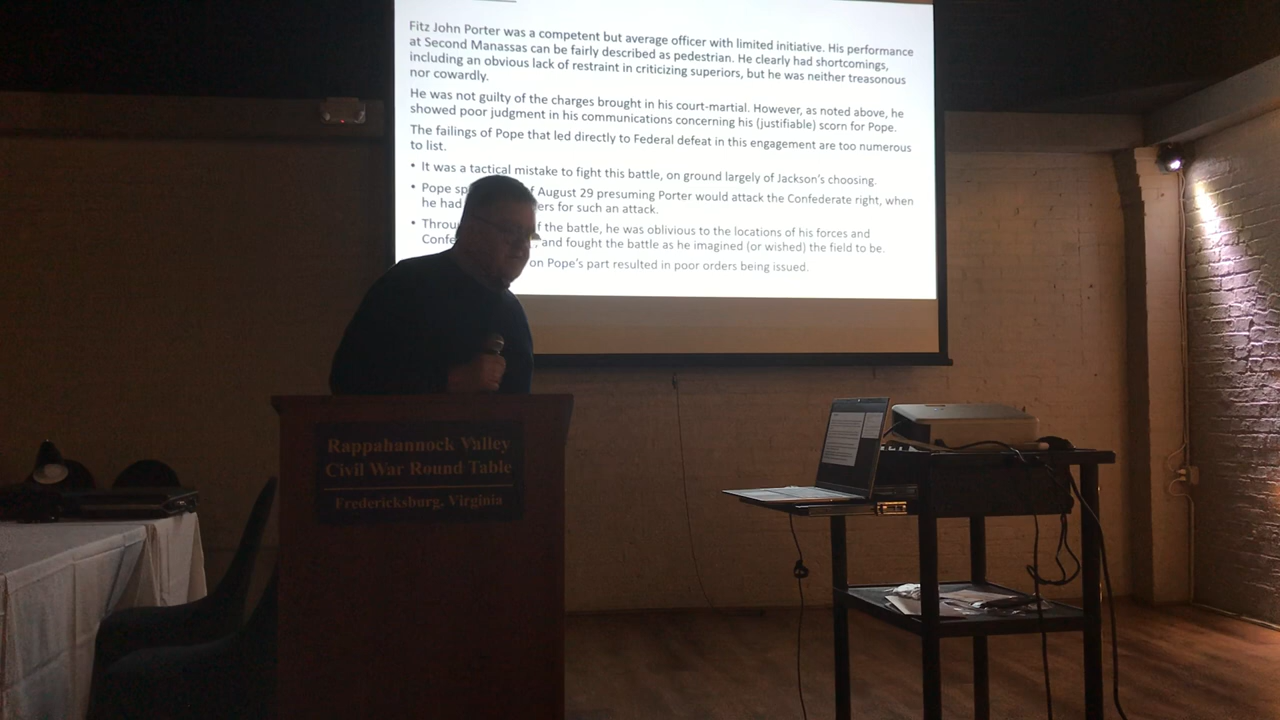 Fitz John Porter was a competent but average officer with limited initiative. His performance
at Second Manassas can be fairly described as pedestrian. He clearly had shortcomings,
including an obvious lack of restraint in criticizing superiors, but he was neither treasonous
nor cowardly.
He was not guilty of the charges brought in his court-martial. However, as noted above, he
showed poor judgment in his communications concerning his (justifiable) scorn for Pope.
The failings of Pope that led directly to Federal defeat in this engagement are too numerous
to list.
• It was a tactical mistake to fight this battle, on ground largely of Jackson's choosing.
• Pope of August 29 presuming Porter would attack the Confederate right, when
he had for such an attack.
• of the battle, he was oblivious to the locations of his forces and
and fought the battle as he imagined (or wished) the field to be.
on Pope's part resulted in poor orders being issued.
Rappahannock Valley
Civil War Round Table
Fredericksburg, Virginia